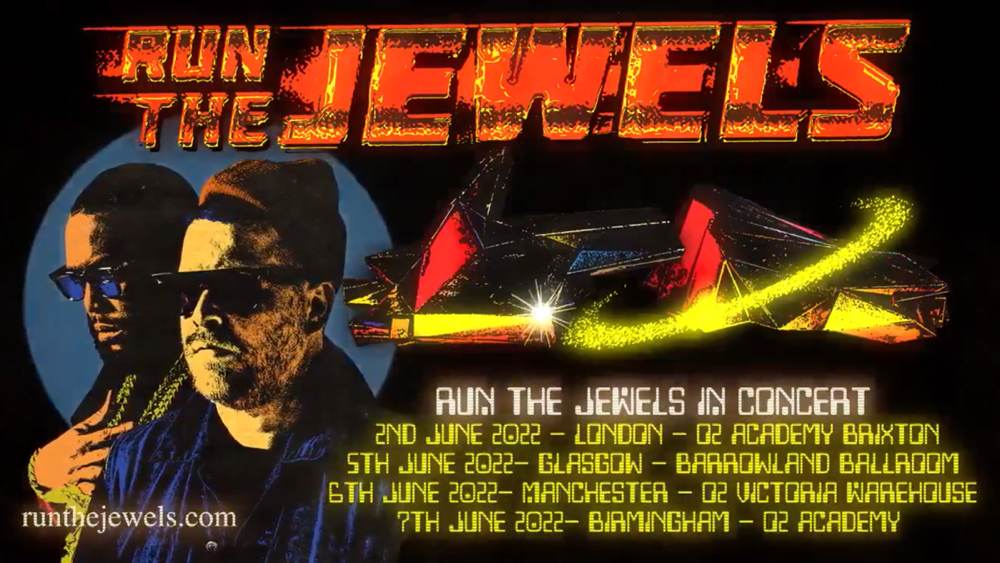 RUN
THE JEWELS
RUN THE JEWELS IN CONCERT
2ND JUNE 2022 – LONDON – O2 ACADEMY BRIXTON
5TH JUNE 2022– GLASGOW – BARROWLAND BALLROOM
6TH JUNE 2022– MANCHESTER – O2 VICTORIA WAREHOUSE
7TH JUNE 2022– BIRMINGHAM – O2 ACADEMY
runthejewels.com